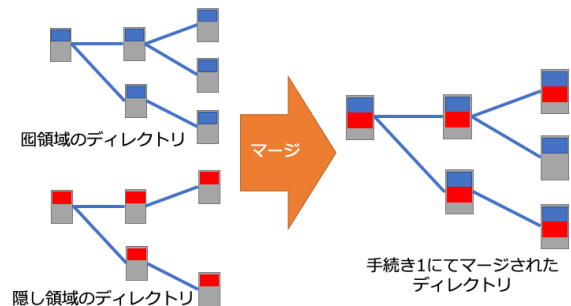 囮領域のディレクトリ
マージ
隠し領域のディレクトリ
手続き1にてマージされた
ディレクトリ